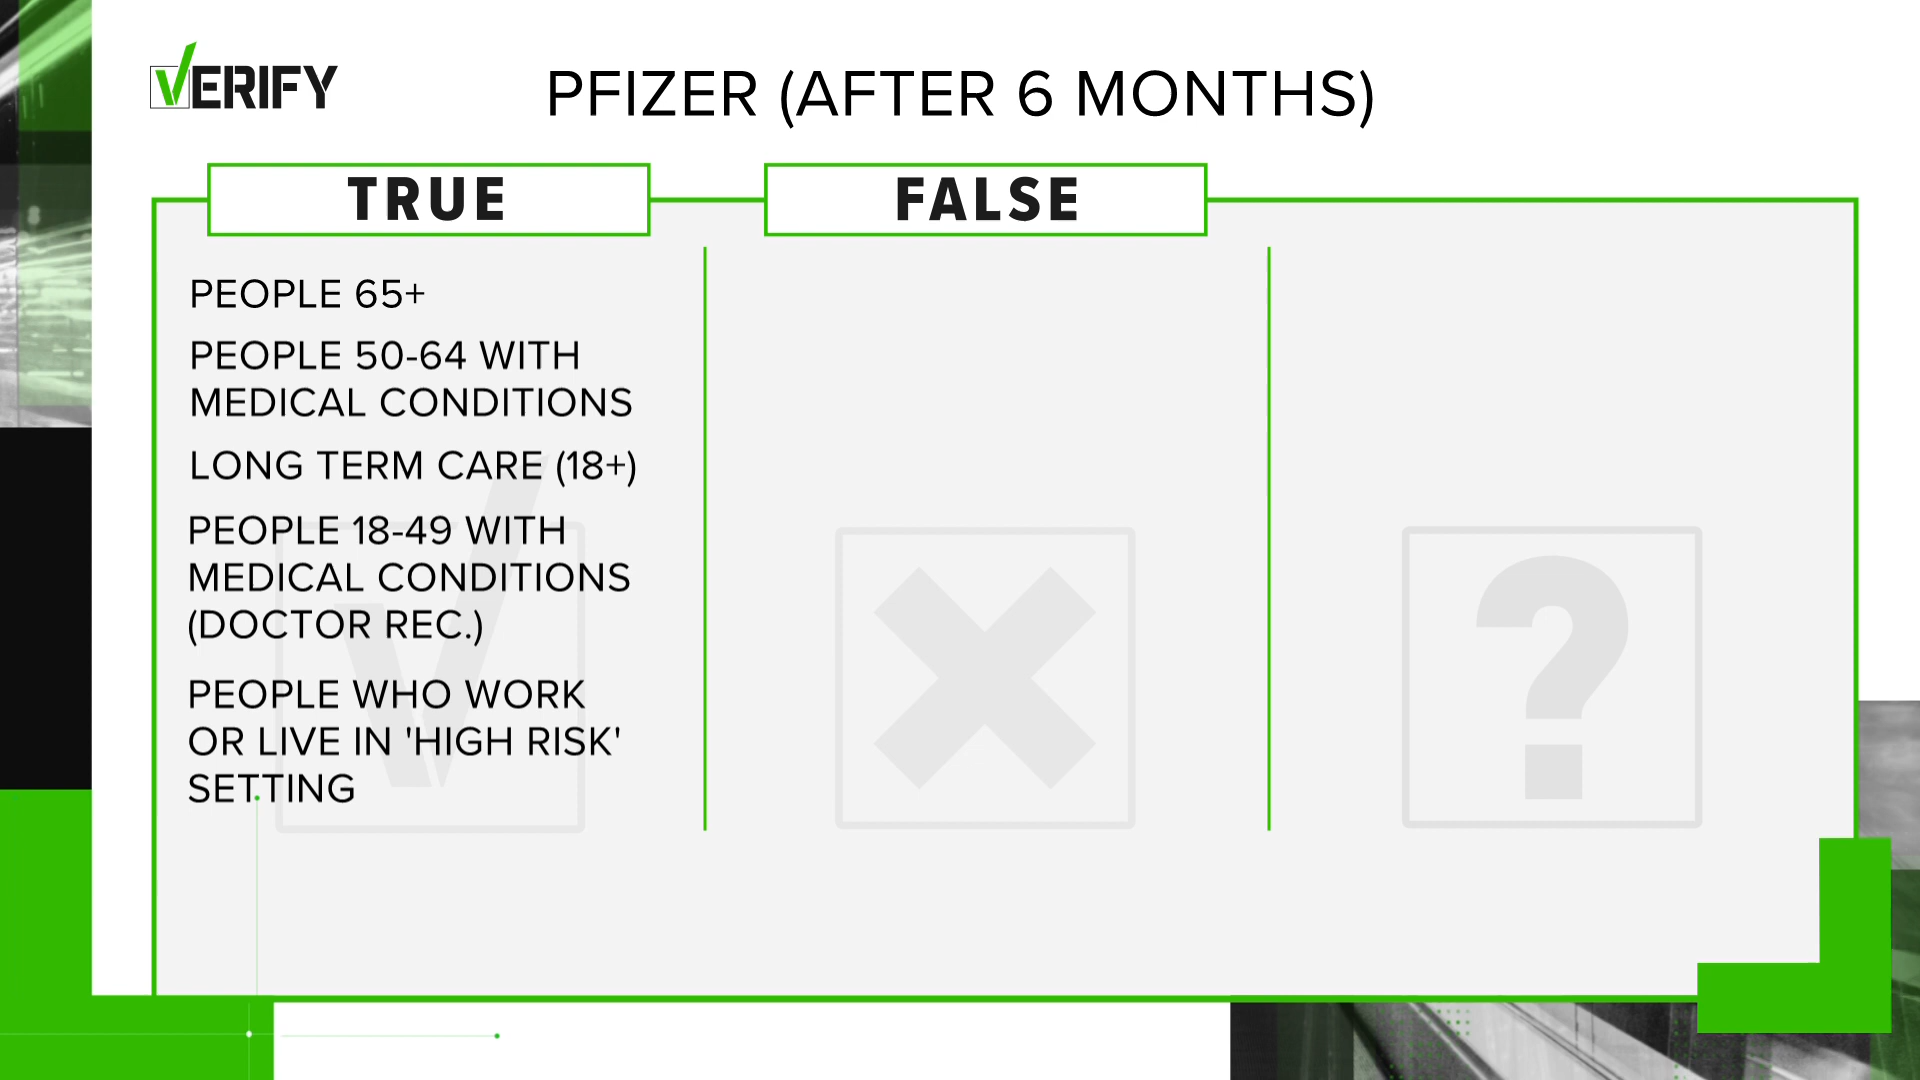 VERIFY
PFIZER (AFTER 6 MONTHS)
TRUE
FALSE
PEOPLE 65+
PEOPLE 50-64 WITH
MEDICAL CONDITIONS
LONG TERM CARE (18+)
PEOPLE 18-49 WITH
MEDICAL CONDITIONS
(DOCTOR REC.)
PEOPLE WHO WORK
OR LIVE IN 'HIGH RISK'
SETTING
?